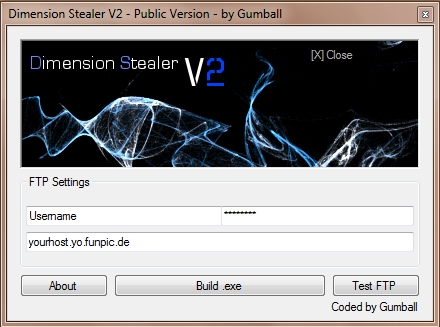 Dimension Stealer V2 - Public Version - by Gumball
Dimension Stealer V2
[X] Close
FTP Settings
Username ********
yourhost.yo.funpic.de
About Build .exe Test FTP
Coded by Gumball